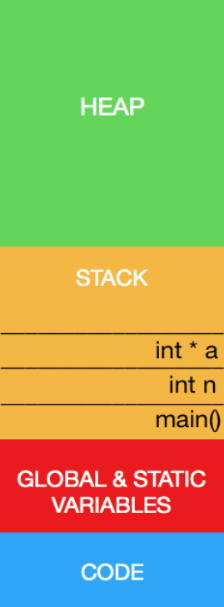 HEAP
STACK
int * a
int n
main()
GLOBAL & STATIC
VARIABLES
CODE